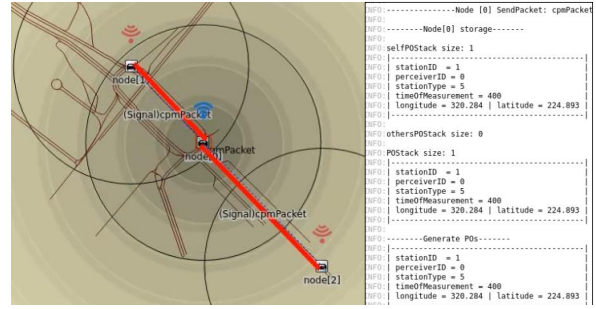 node[1]
(Signal)cpmPacket
mPacket
node[0]
(Signal)cpmPacket
node[2]
INFO:---------------Node [0] SendPacket: cpmPacket
INFO:
INFO:--------Node[0] storage-------
INFO:
INFO:selfPOStack size: 1
INFO:|--------------------------------------------|
INFO:| stationID  = 1                             |
INFO:| perceiverID = 0                            |
INFO:| stationType = 5                            |
INFO:| timeOfMeasurement = 400                    |
INFO:| longitude = 320.284 | latitude = 224.893   |
INFO:|--------------------------------------------|
INFO:
INFO:othersPOStack size: 0
INFO:
INFO:POStack size: 1
INFO:|--------------------------------------------|
INFO:| stationID  = 1                             |
INFO:| perceiverID = 0                            |
INFO:| stationType = 5                            |
INFO:| timeOfMeasurement = 400                    |
INFO:| longitude = 320.284 | latitude = 224.893   |
INFO:|--------------------------------------------|
INFO:
INFO:--------Generate POs-------
INFO:|--------------------------------------------|
INFO:| stationID  = 1                             |
INFO:| perceiverID = 0                            |
INFO:| stationType = 5                            |
INFO:| timeOfMeasurement = 400                    |
INFO:| longitude = 320.284 | latitude = 224.893   |